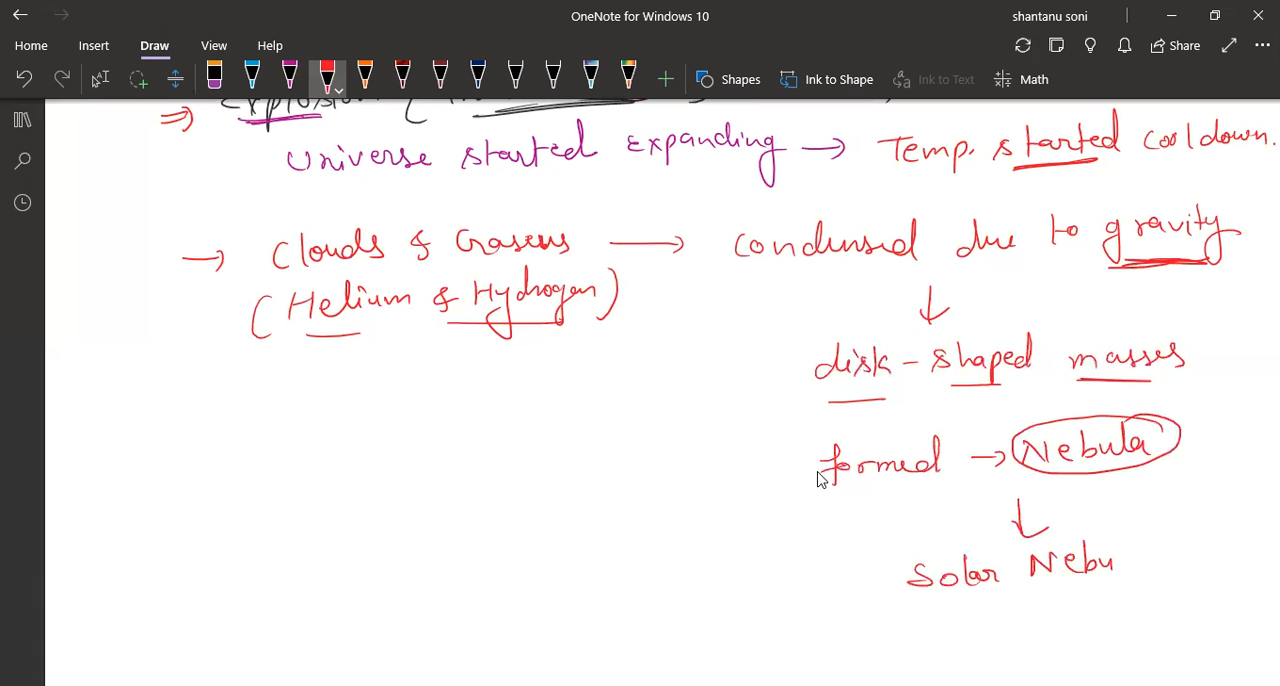 OneNote for Windows 10
shantanu soni
Home Insert Draw View Help
Share
Shapes Ink to Shape Ink to Text Math
⇒ Explosion (
Universe started expanding → Temp. started cooldown.
→ Clouds & Gaseus → Condensed due to gravity
(Helium & Hydrogen)
↓
disk - shaped masses
formed → Nebula
↓
Solar Nebu